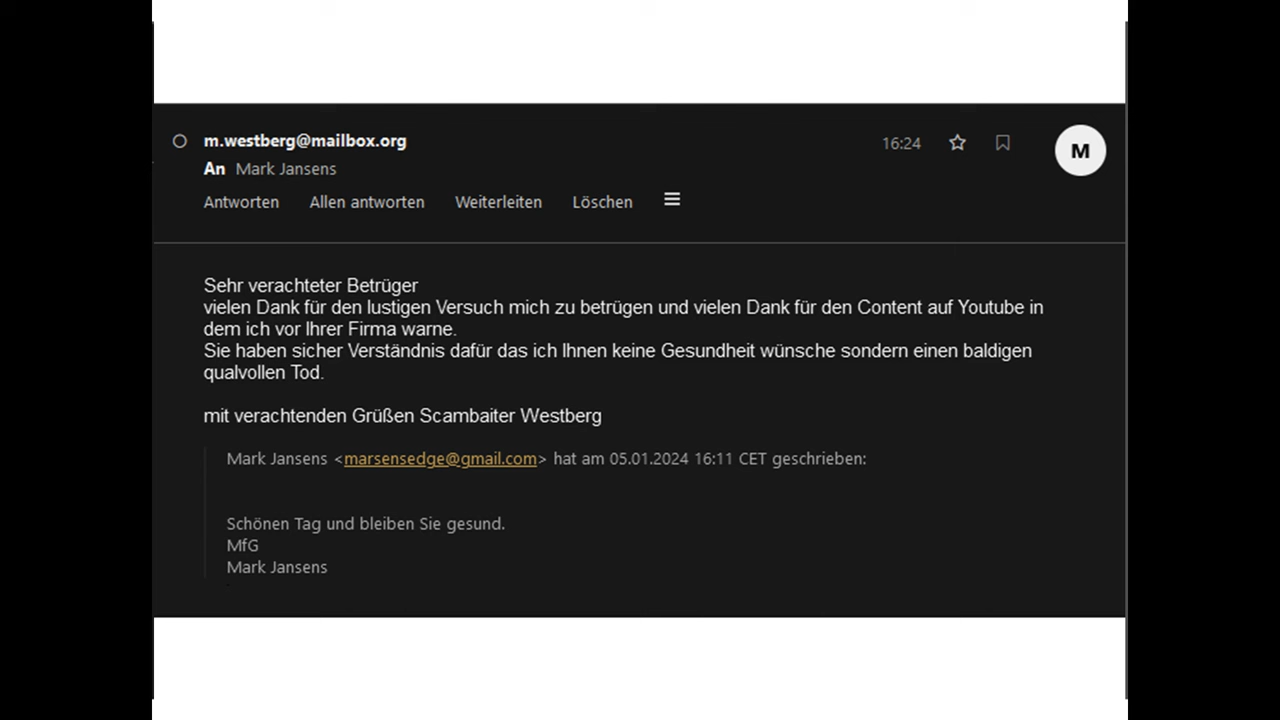 m.westberg@mailbox.org
16:24
M
An Mark Jansens
Antworten Allen antworten Weiterleiten Löschen
Sehr verachteter Betrüger
vielen Dank für den lustigen Versuch mich zu betrügen und vielen Dank für den Content auf Youtube in
dem ich vor Ihrer Firma warne.
Sie haben sicher Verständnis dafür das ich Ihnen keine Gesundheit wünsche sondern einen baldigen
qualvollen Tod.
mit verachtenden Grüßen Scambaiter Westberg
Mark Jansens <marsensedge@gmail.com> hat am 05.01.2024 16:11 CET geschrieben:
Schönen Tag und bleiben Sie gesund.
MfG
Mark Jansens